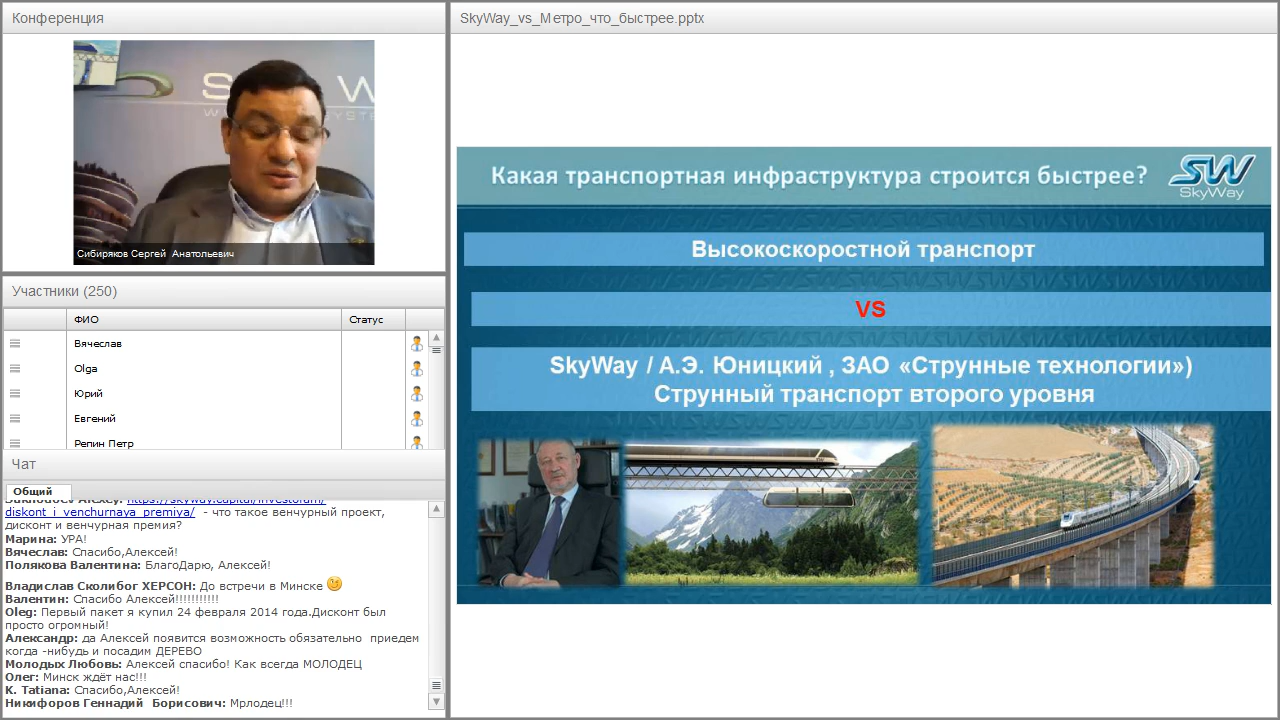 Конференция
S W
Сибиряков Сергей Анатольевич
Участники (250)
ФИО
Статус
Вячеслав
Olga
Юрий
Евгений
Репин Петр
Чат
Общий
https://skyway.capital/investoram/
diskont_i_venchurnaya_premiya/ - что такое венчурный проект,
дисконт и венчурная премия?
Марина: УРА!
Вячеслав: Спасибо,Алексей!
Полякова Валентина: БлагоДарю, Алексей!
Владислав Сколибог ХЕРСОН: До встречи в Минске
Валентин: Спасибо Алексей!!!!!!!!!!!
Oleg: Первый пакет я купил 24 февраля 2014 года.Дисконт был
просто огромный!
Александр: да Алексей появится возможность обязательно приедем
когда -нибудь и посадим ДЕРЕВО
Молодых Любовь: Алексей спасибо! Как всегда МОЛОДЕЦ
Олег: Минск ждёт нас!!!
K. Tatiana: Спасибо,Алексей!
Никифоров Геннадий Борисович: Мрлодец!!!
SkyWay_vs_Метро_что_быстрее.pptx
Какая транспортная инфраструктура строится быстрее?
SW
SkyWay
Высокоскоростной транспорт
VS
SkyWay / А.Э. Юницкий , ЗАО «Струнные технологии»)
Струнный транспорт второго уровня